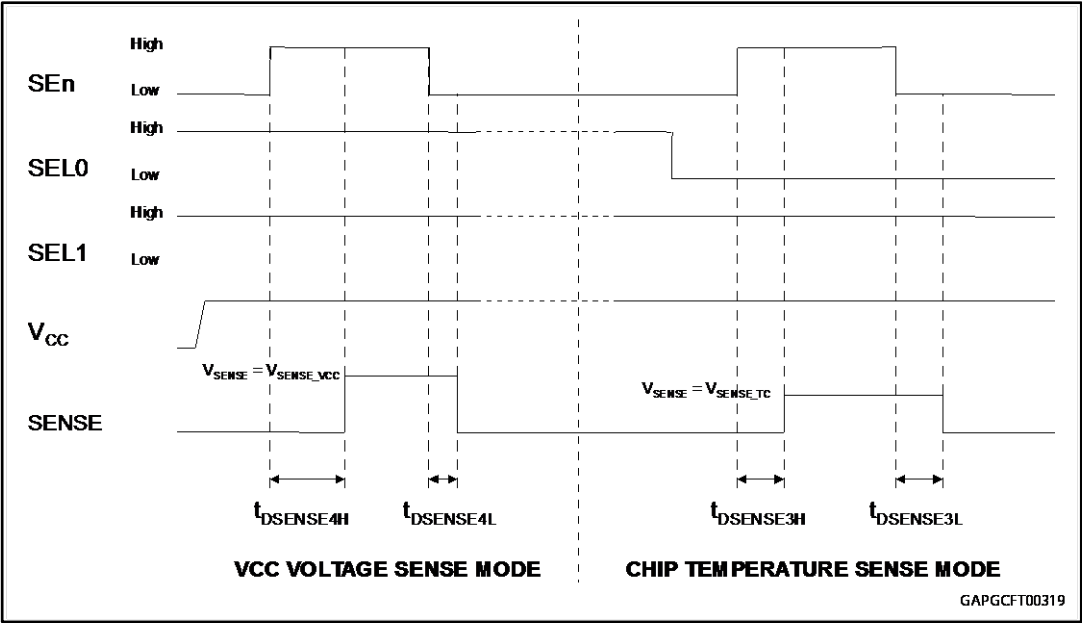 High
SEn
Low
High
SEL0
Low
High
SEL1
Low
VCC
VSENSE = VSENSE_VCC
VSENSE = VSENSE_TC
SENSE
tDSENSE4H
tDSENSE4L
tDSENSE3H
tDSENSE3L
VCC VOLTAGE SENSE MODE
CHIP TEMPERATURE SENSE MODE
GAPGCFT00319